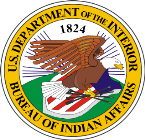 U.S. DEPARTMENT OF THE INTERIOR
1824
BUREAU OF INDIAN AFFAIRS